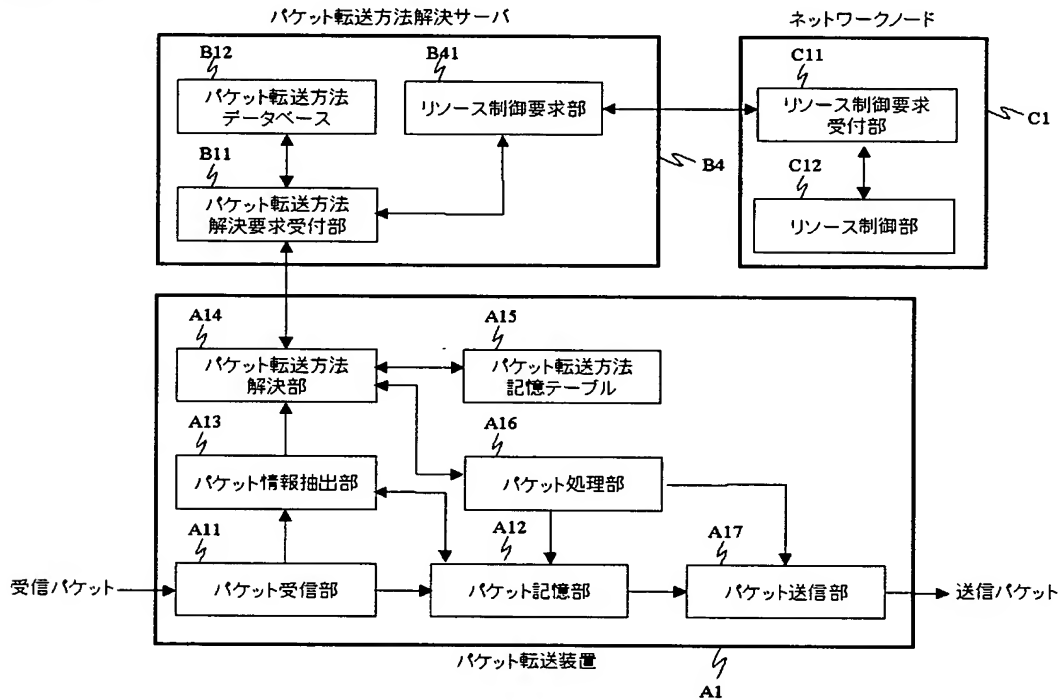 パケット転送方法解決サーバ
ネットワークノード
B12
パケット転送方法
データベース
B41
リソース制御要求部
C11
リソース制御要求
受付部
C1
B11
パケット転送方法
解決要求受付部
B4
C12
リソース制御部
A14
パケット転送方法
解決部
A15
パケット転送方法
記憶テーブル
A13
パケット情報抽出部
A16
パケット処理部
A11
パケット受信部
A12
パケット記憶部
A17
パケット送信部
受信パケット
送信パケット
パケット転送装置
A1